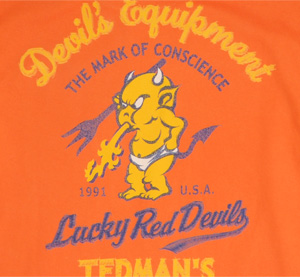 Devil's Equipment
THE MARK OF CONSCIENCE
1991 U.S.A.
Lucky Red Devils
TEDMAN'S